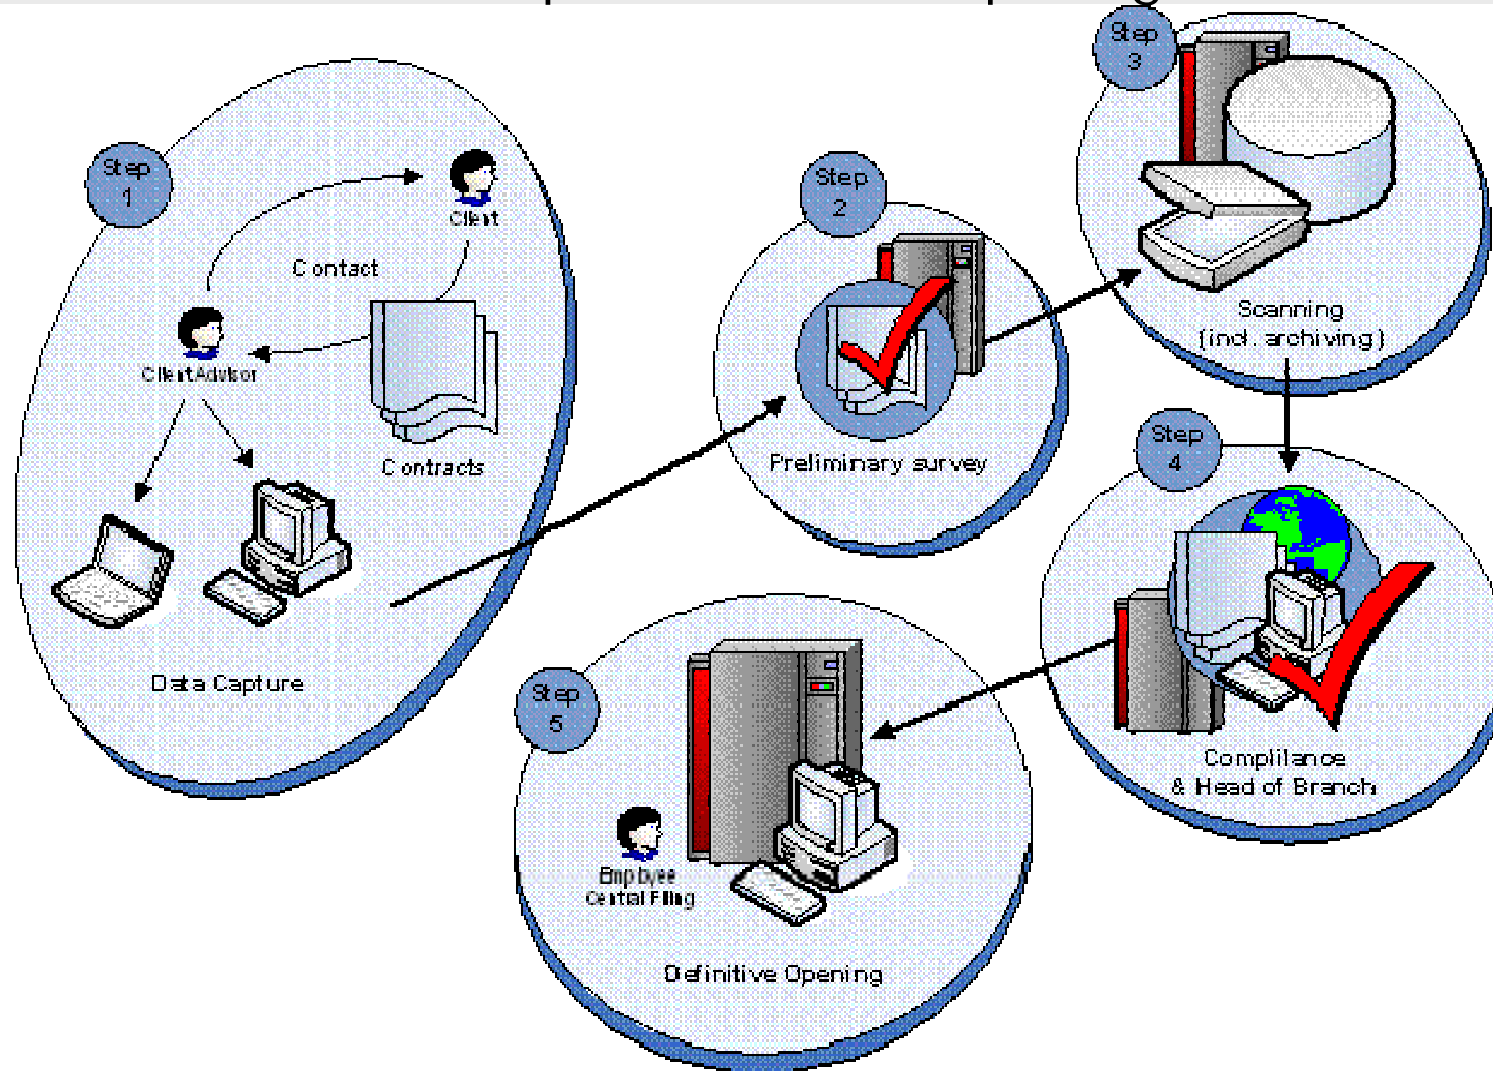 Step
1
Client
Contact
Client Advisor
Contracts
Data Capture
Step
2
Preliminary survey
Step
3
Scanning
(incl. archiving)
Step
4
Complilance
& Head of Branch
Step
5
Employee
Central Filing
Definitive Opening